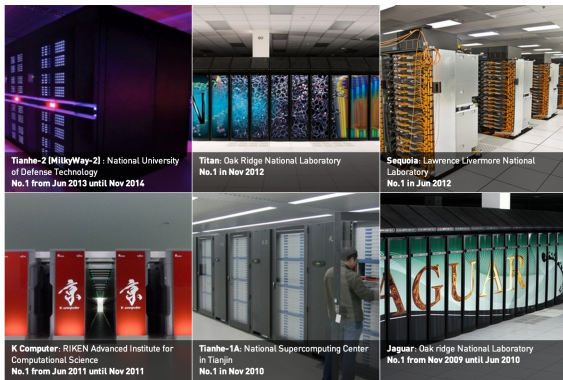 Tianhe-2 (MilkyWay-2) : National University
of Defense Technology
No.1 from Jun 2013 until Nov 2014
Titan: Oak Ridge National Laboratory
No.1 in Nov 2012
Sequoia: Lawrence Livermore National
Laboratory
No.1 in Jun 2012
京
K computer
京
K computer
K Computer: RIKEN Advanced Institute for
Computational Science
No.1 from Jun 2011 until Nov 2011
Tianhe-1A: National Supercomputing Center
in Tianjin
No.1 in Nov 2010
AGUAR
Jaguar: Oak ridge National Laboratory
No.1 from Nov 2009 until Jun 2010